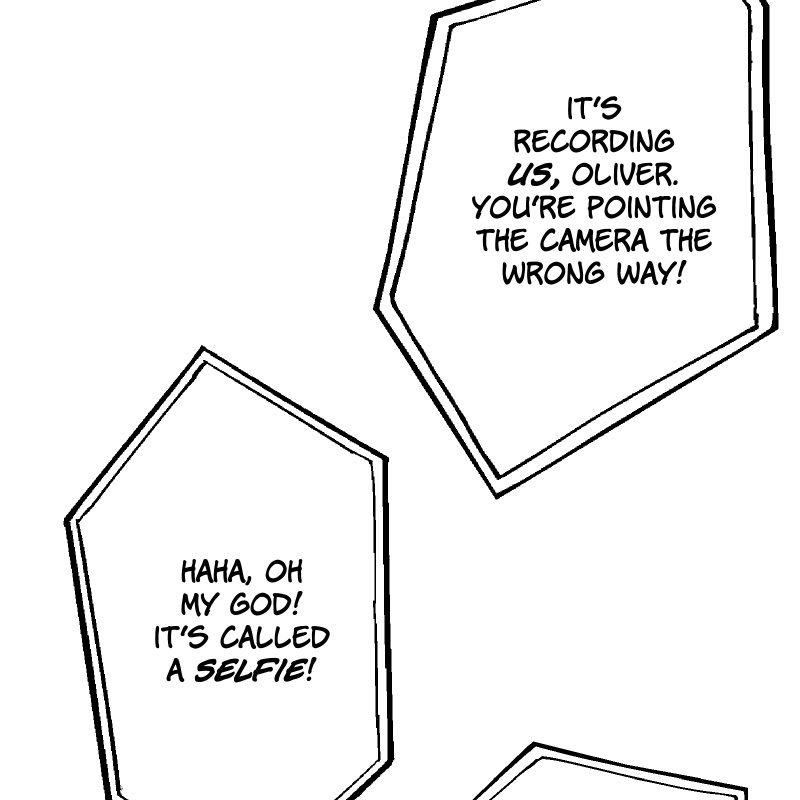 IT'S
RECORDING
US, OLIVER.
YOU'RE POINTING
THE CAMERA THE
WRONG WAY!
HAHA, OH
MY GOD!
IT'S CALLED
A SELFIE!